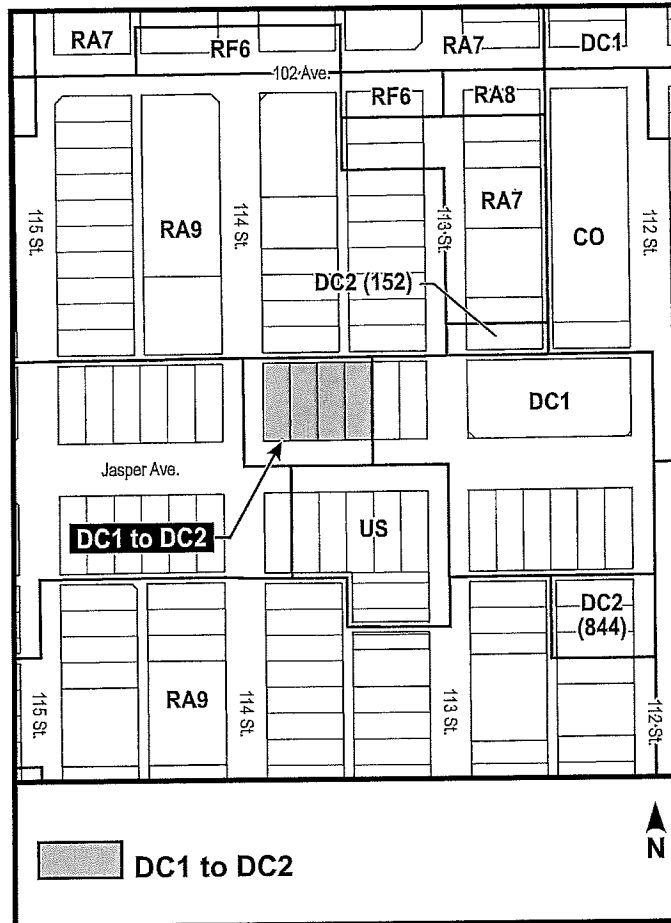 RA7
RF6
RA7
DC1
102 Ave.
RF6
RA8
115 St.
RA9
114 St.
113 St.
RA7
CO
112 St.
DC2 (152)
DC1
Jasper Ave.
DC1 to DC2
US
DC2
(844)
115 St.
RA9
114 St.
113 St.
112 St.
N
DC1 to DC2